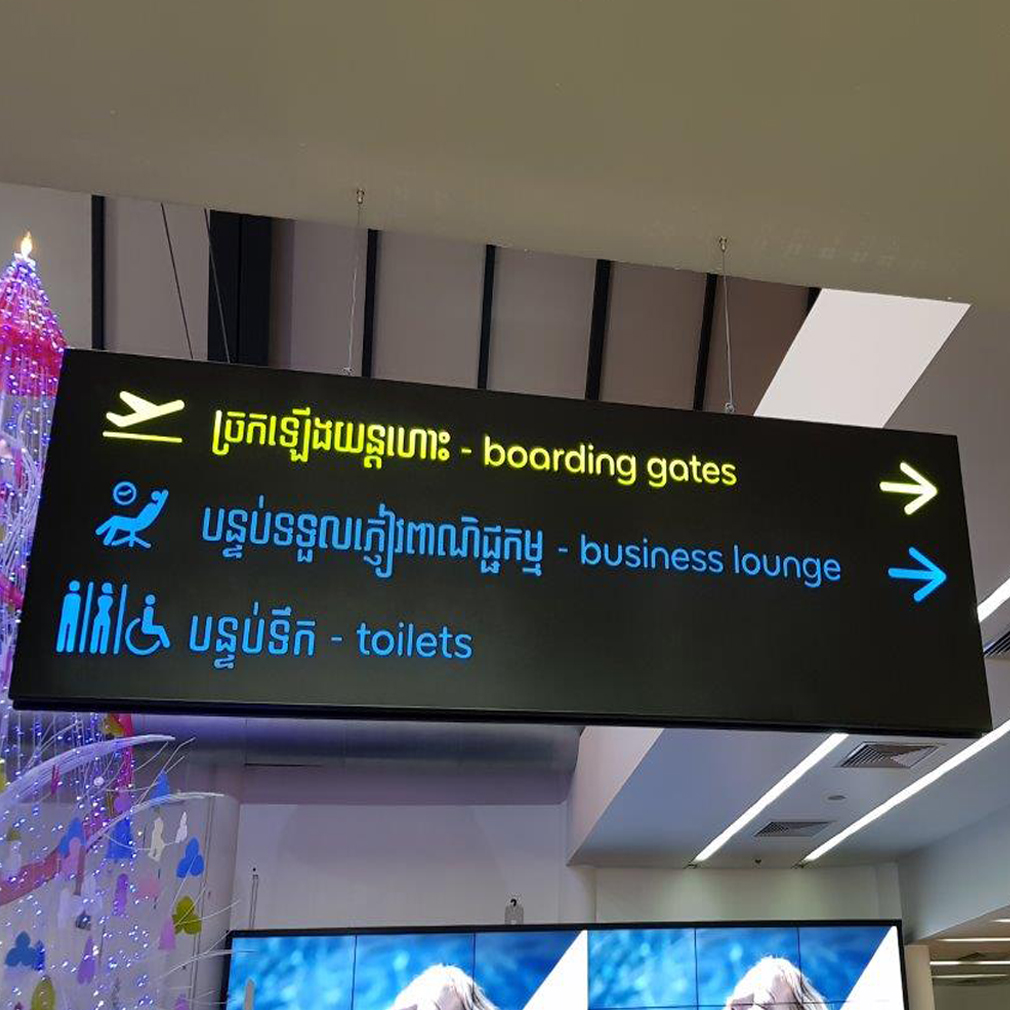 ច្រកឡើងយន្តហោះ - boarding gates
បន្ទប់ទទួលភ្ញៀវពាណិជ្ជកម្ម - business lounge
បន្ទប់ទឹក - toilets